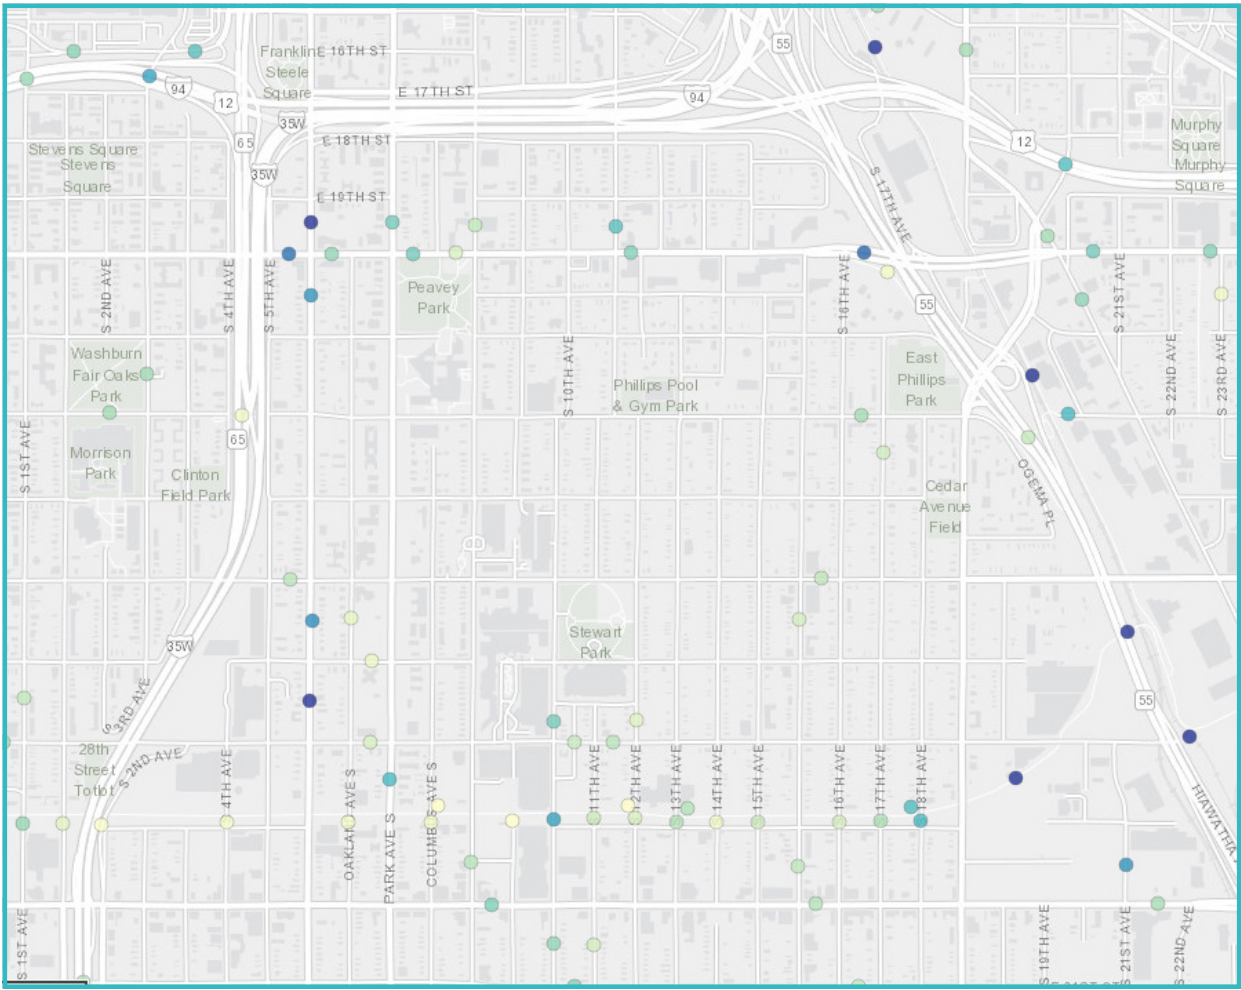 55
Franklin
Steele
Square
E 16TH ST
94
12
E 17TH ST
94
35W
65
E 18TH ST
12
Murphy
Square
Murphy
Square
Stevens Square
Stevens
Square
35W
E 19TH ST
S 17TH AVE
S 2ND AVE
S 4TH AVE
S 5TH AVE
Peavey
Park
S 16TH AVE
55
S 21ST AVE
Washburn
Fair Oaks
Park
S 10TH AVE
Phillips Pool
& Gym Park
East
Phillips
Park
S 22ND AVE
S 23RD AVE
65
S 1ST AVE
Morrison
Park
Clinton
Field Park
Cedar
Avenue
Field
OGEMA PL
Stewart
Park
35W
S 3RD AVE
55
28th
Street
Totlot
S 2ND AVE
4TH AVE
OAKLAN AVE S
PARK AVE S
COLUMB S AVE S
11TH AVE
12TH AVE
13TH AVE
14TH AVE
15TH AVE
16TH AVE
17TH AVE
18TH AVE
HIAWATHA
S 1ST AVE
S 19TH AVE
S 21ST AVE
S 22ND AVE